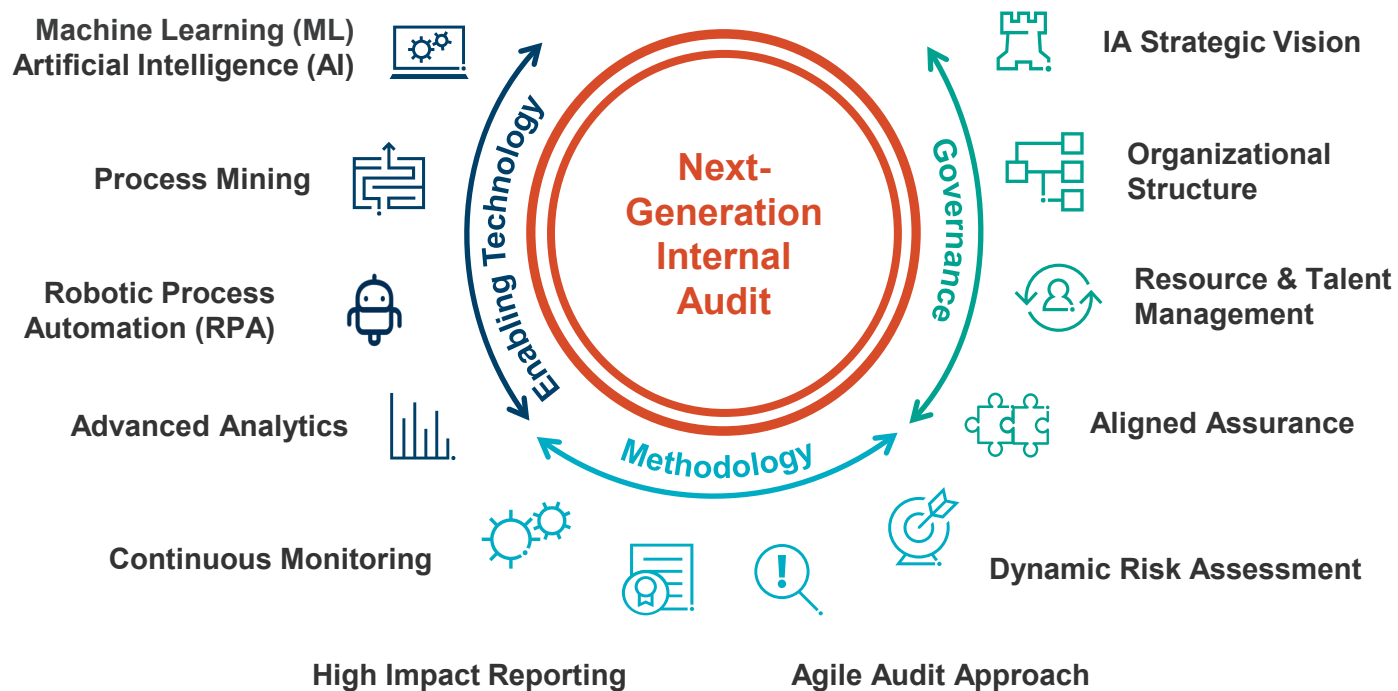 Machine Learning (ML)
Artificial Intelligence (AI)
Process Mining
Robotic Process
Automation (RPA)
Advanced Analytics
Continuous Monitoring
High Impact Reporting
Enabling Technology
Next-
Generation
Internal
Audit
Methodology
Governance
IA Strategic Vision
Organizational
Structure
Resource & Talent
Management
Aligned Assurance
Dynamic Risk Assessment
Agile Audit Approach